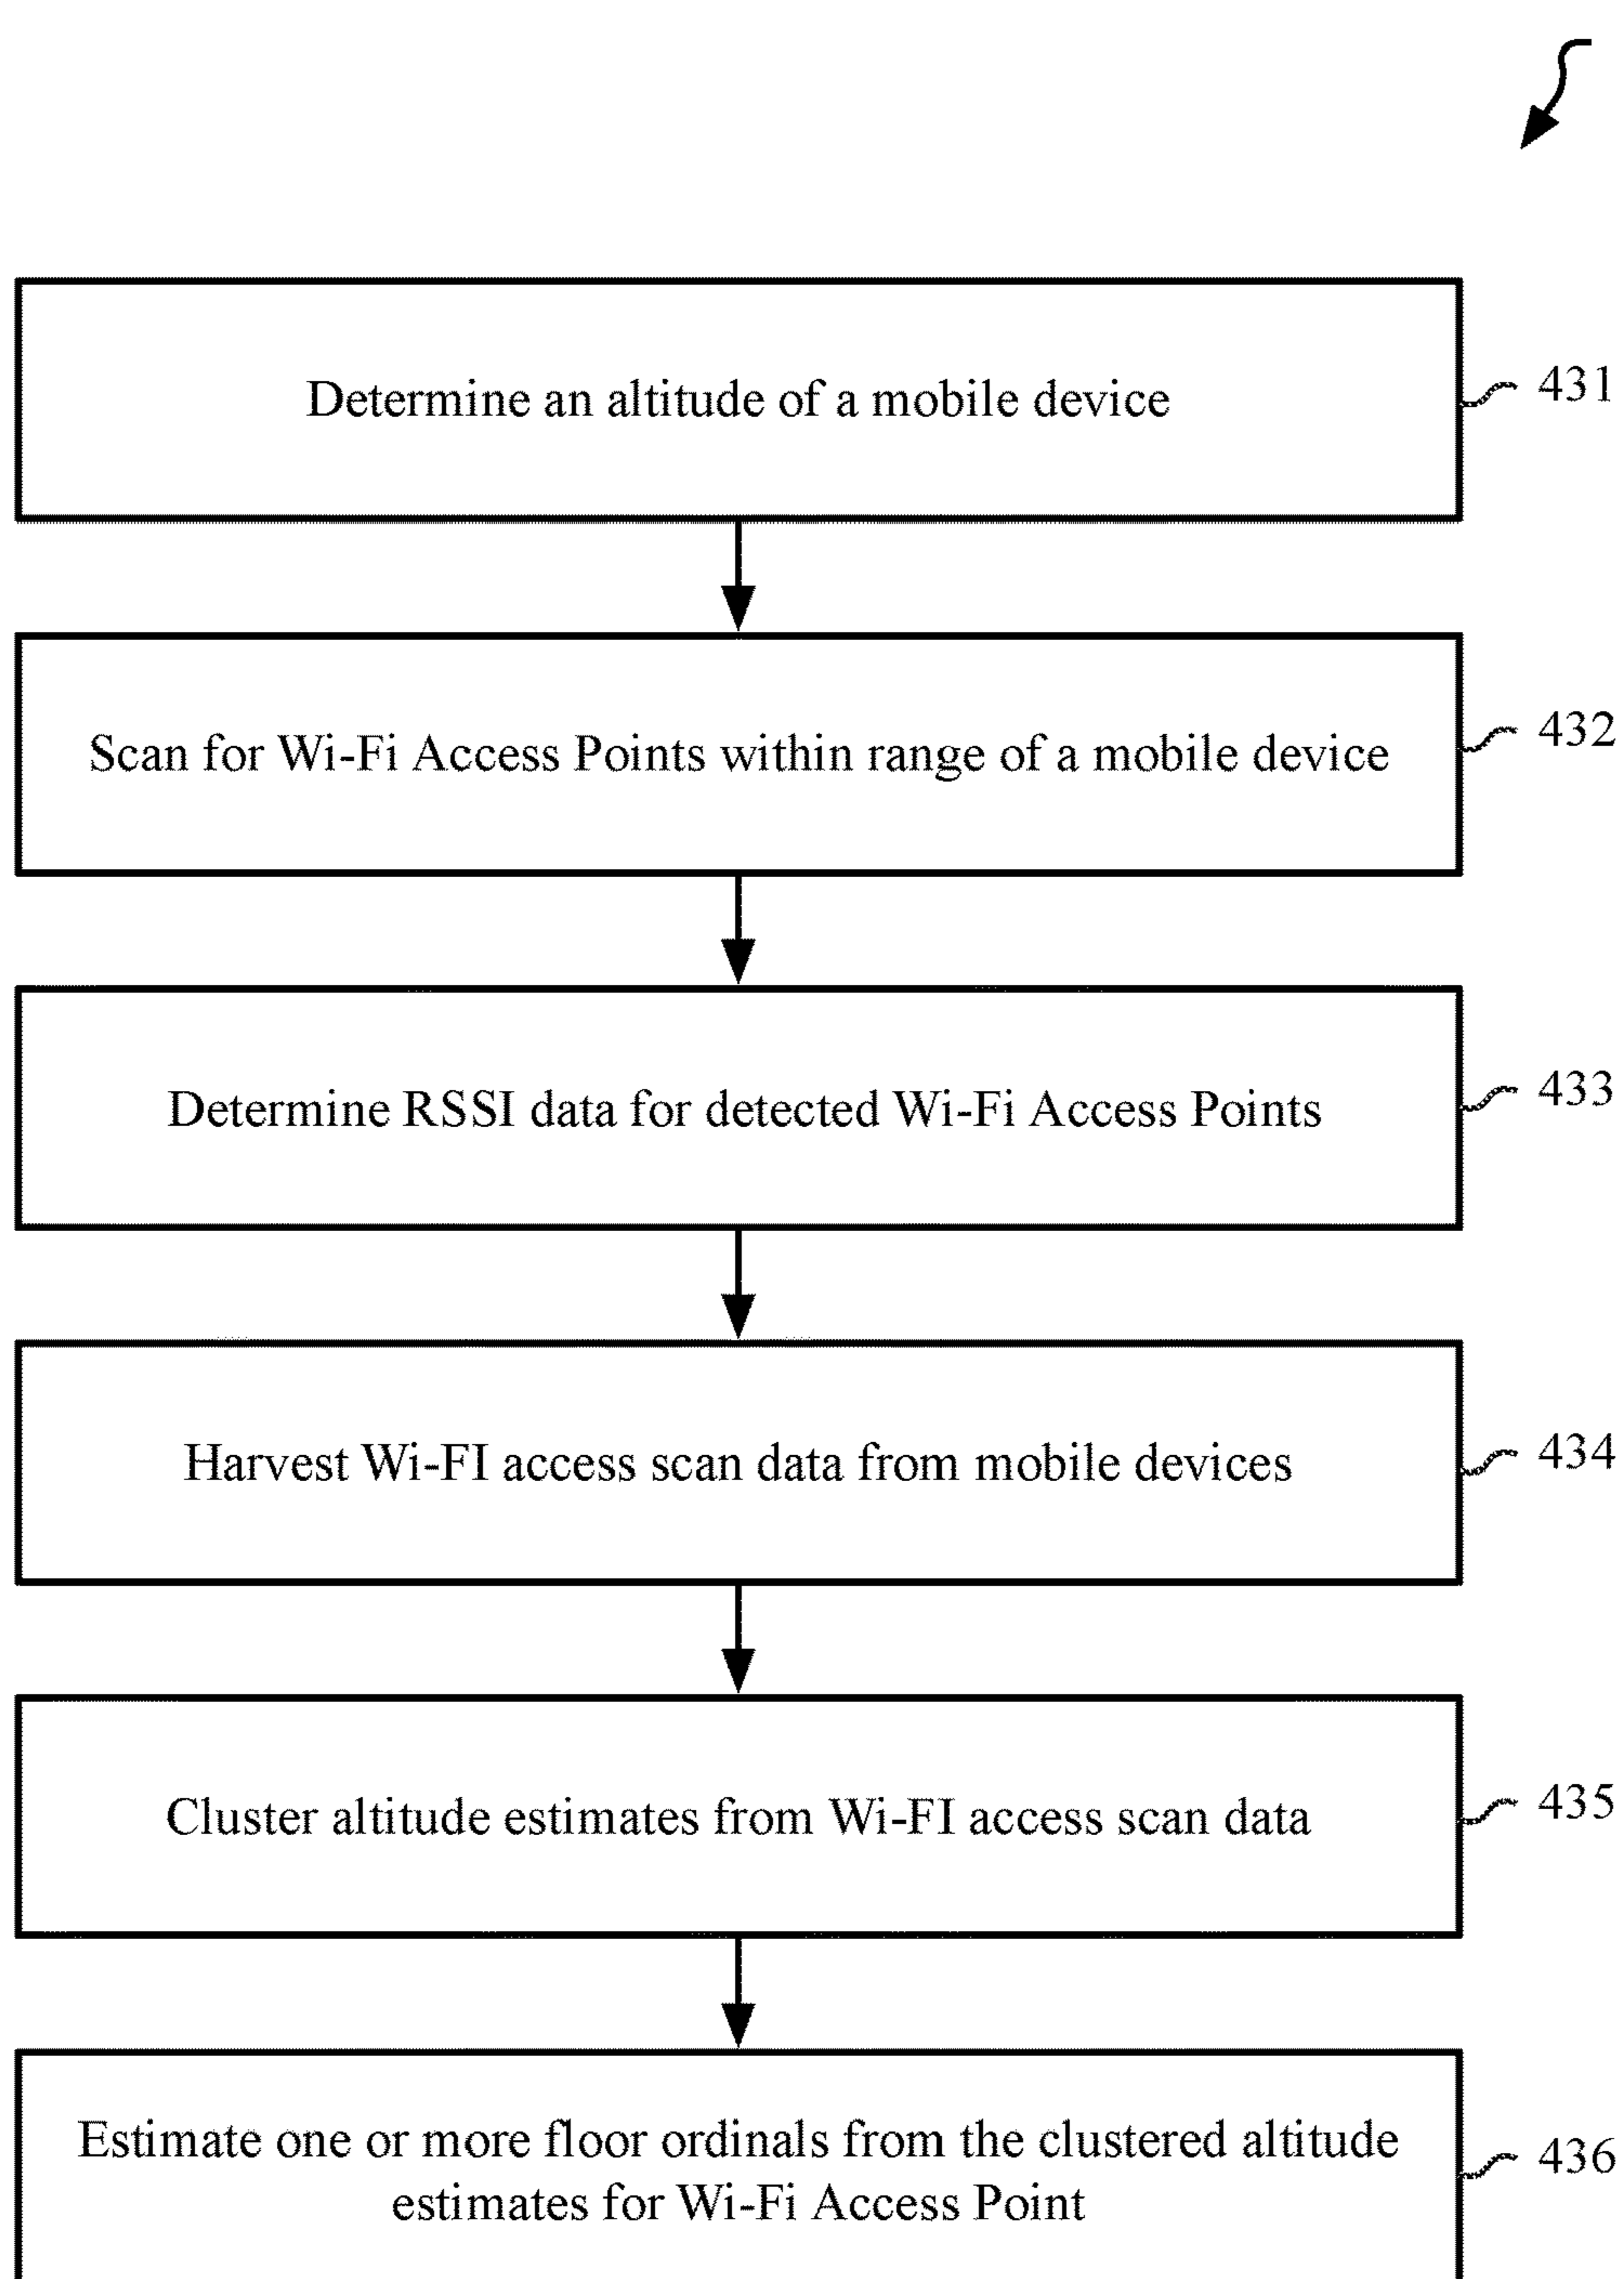 Determine an altitude of a mobile device
431
Scan for Wi-Fi Access Points within range of a mobile device
432
Determine RSSI data for detected Wi-Fi Access Points
433
Harvest Wi-FI access scan data from mobile devices
434
Cluster altitude estimates from Wi-FI access scan data
435
Estimate one or more floor ordinals from the clustered altitude
estimates for Wi-Fi Access Point
436